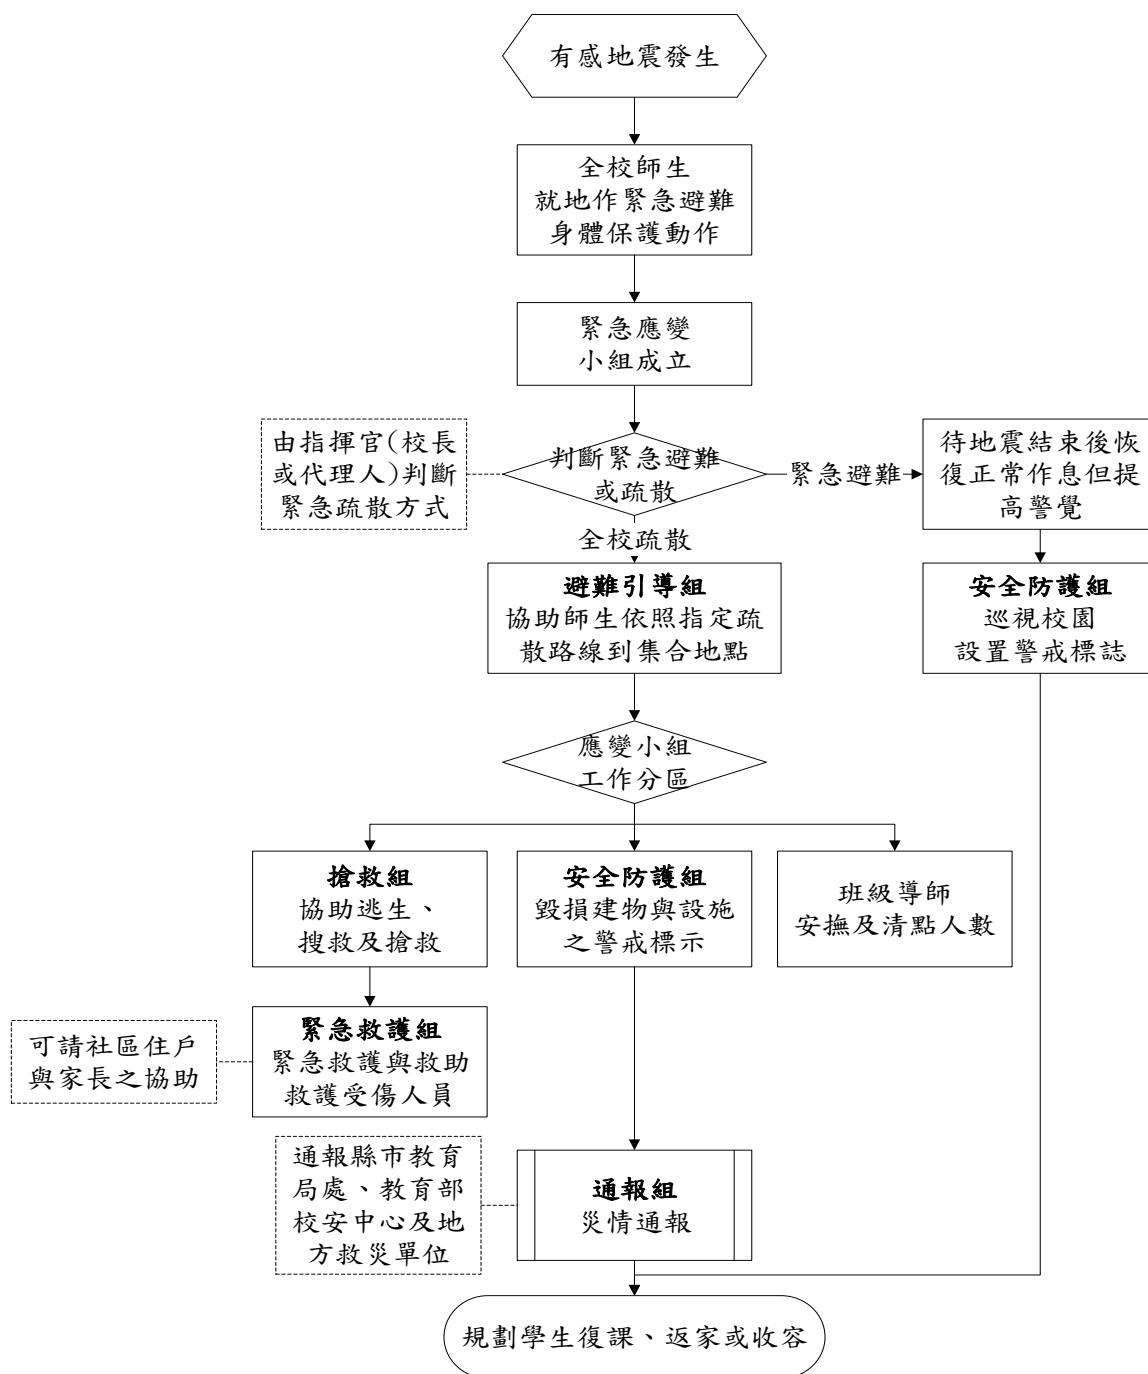 有感地震發生
全校師生
就地作緊急避難
身體保護動作
緊急應變
小組成立
由指揮官(校長
或代理人)判斷
緊急疏散方式
判斷緊急避難
或疏散
緊急避難
待地震結束後恢
復正常作息但提
高警覺
全校疏散
避難引導組
協助師生依照指定疏
散路線到集合地點
安全防護組
巡視校園
設置警戒標誌
應變小組
工作分區
搶救組
協助逃生、
搜救及搶救
安全防護組
毀損建物與設施
之警戒標示
班級導師
安撫及清點人數
可請社區住戶
與家長之協助
緊急救護組
緊急救護與救助
救護受傷人員
通報縣市教育
局處、教育部
校安中心及地
方救災單位
通報組
災情通報
規劃學生復課、返家或收容